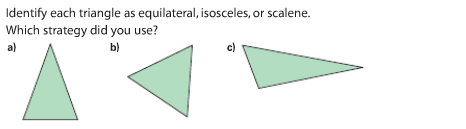 Identify each triangle as equilateral, isosceles, or scalene.
Which strategy did you use?
a) b) c)